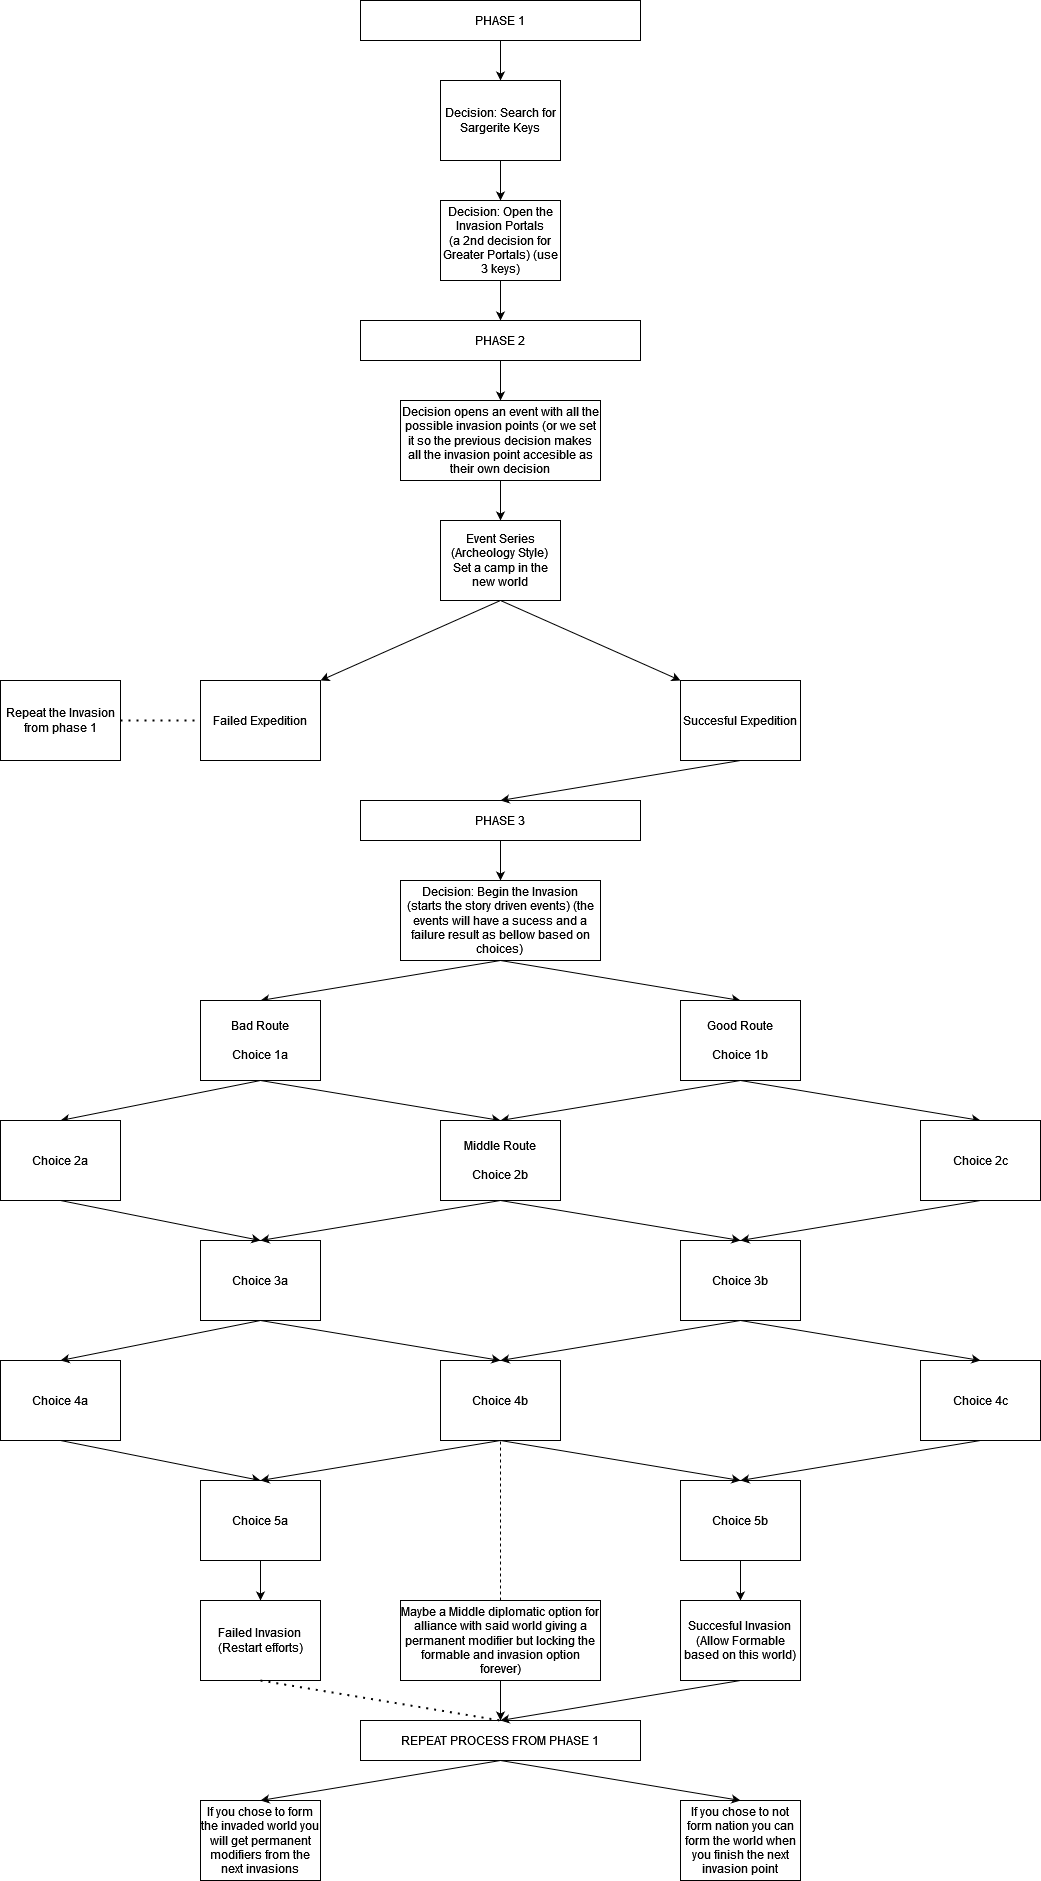 PHASE 1
Decision: Search for
Sargerite Keys
Decision: Open the
Invasion Portals
(a 2nd decision for
Greater Portals) (use
3 keys)
PHASE 2
Decision opens an event with all the
possible invasion points (or we set
it so the previous decision makes
all the invasion point accesible as
their own decision
Event Series
(Archeology Style)
Set a camp in the
new world
Repeat the Invasion
from phase 1
Failed Expedition
Succesful Expedition
PHASE 3
Decision: Begin the Invasion
(starts the story driven events) (the
events will have a sucess and a
failure result as bellow based on
choices)
Bad Route
Choice 1a
Good Route
Choice 1b
Choice 2a
Middle Route
Choice 2b
Choice 2c
Choice 3a
Choice 3b
Choice 4a
Choice 4b
Choice 4c
Choice 5a
Choice 5b
Failed Invasion
(Restart efforts)
Maybe a Middle diplomatic option for
alliance with said world giving a
permanent modifier but locking the
formable and invasion option
forever)
Succesful Invasion
(Allow Formable
based on this world)
REPEAT PROCESS FROM PHASE 1
If you chose to form
the invaded world you
will get permanent
modifiers from the
next invasions
If you chose to not
form nation you can
form the world when
you finish the next
invasion point